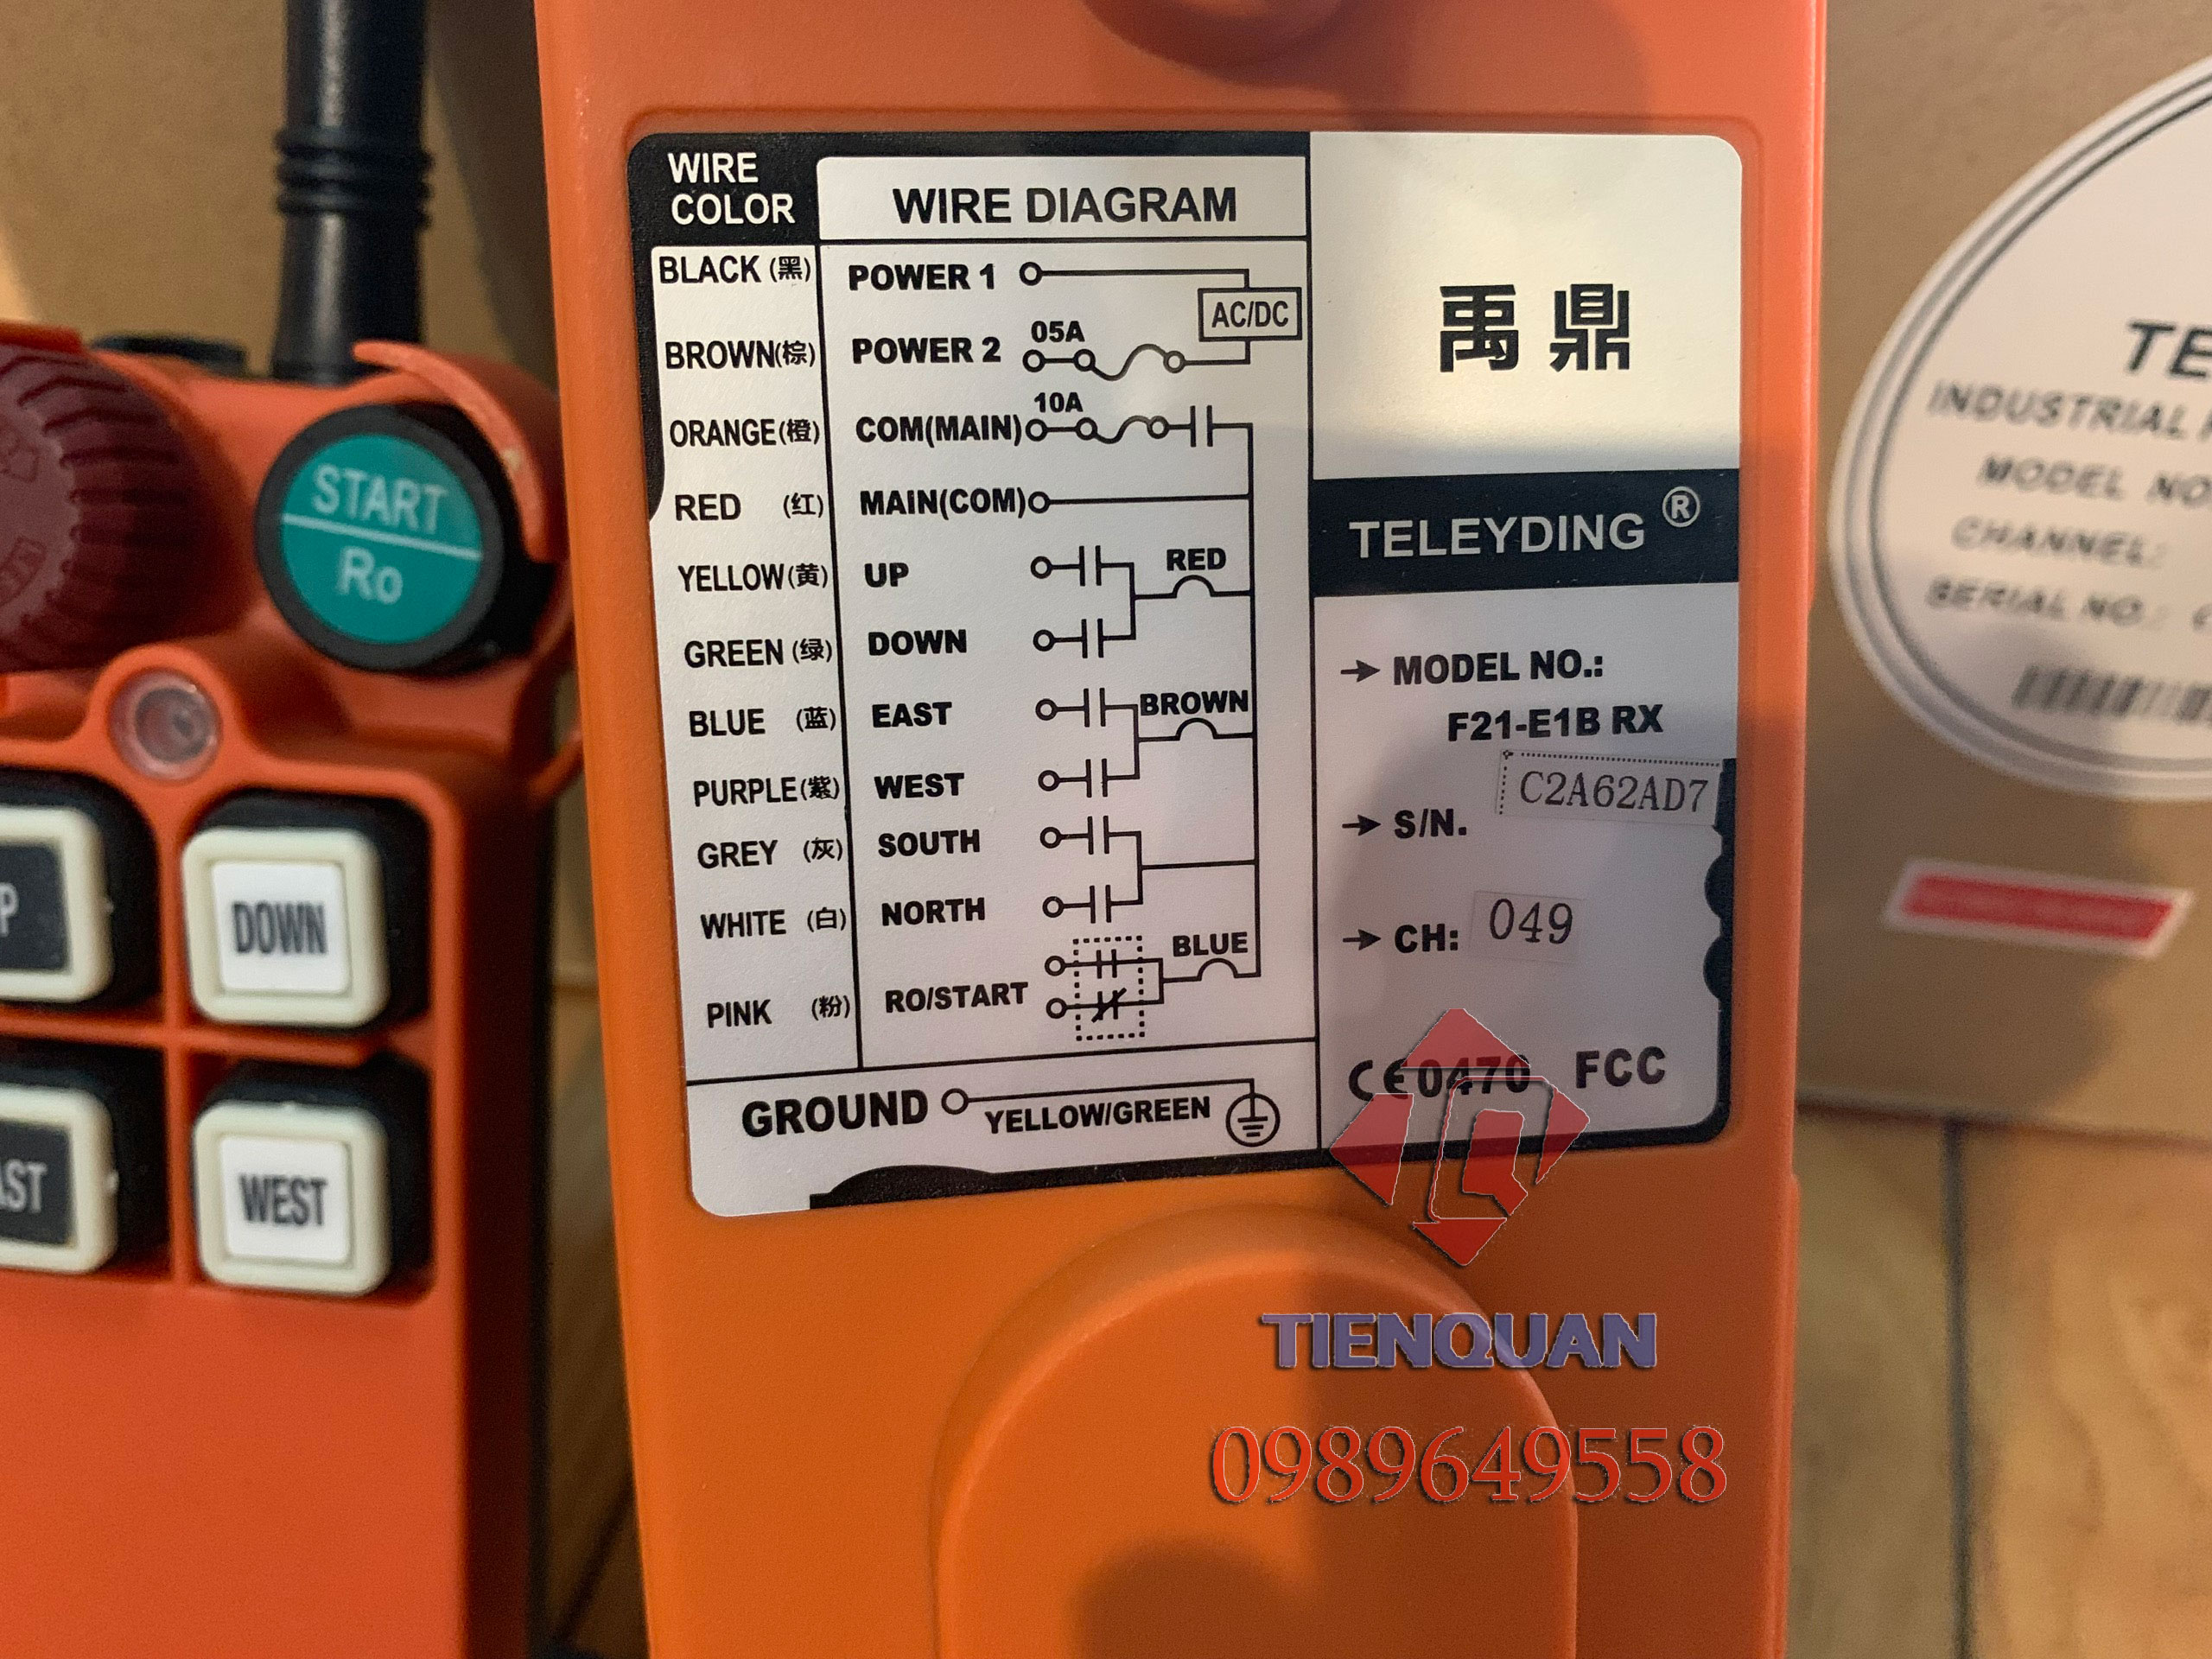 WIRE
COLOR
WIRE DIAGRAM
BLACK (黑) POWER 1
AC/DC
BROWN(棕) POWER 2 05A
ORANGE(橙) COM(MAIN) 10A
RED (红) MAIN(COM)
YELLOW(黄) UP RED
GREEN (绿) DOWN
BLUE (蓝) EAST BROWN
PURPLE(紫) WEST
GREY (灰) SOUTH
WHITE (白) NORTH
PINK (粉) RO/START BLUE
GROUND YELLOW/GREEN
禹鼎
TELEYDING ®
MODEL NO.:
F21-E1B RX
C2A62AD7
S/N.
CH: 049
CE0470 FCC
START
Ro
DOWN
WEST
INDUSTRIAL
MODEL NO
CHANNEL:
SERIAL NO.:
TIENQUAN
0989649558